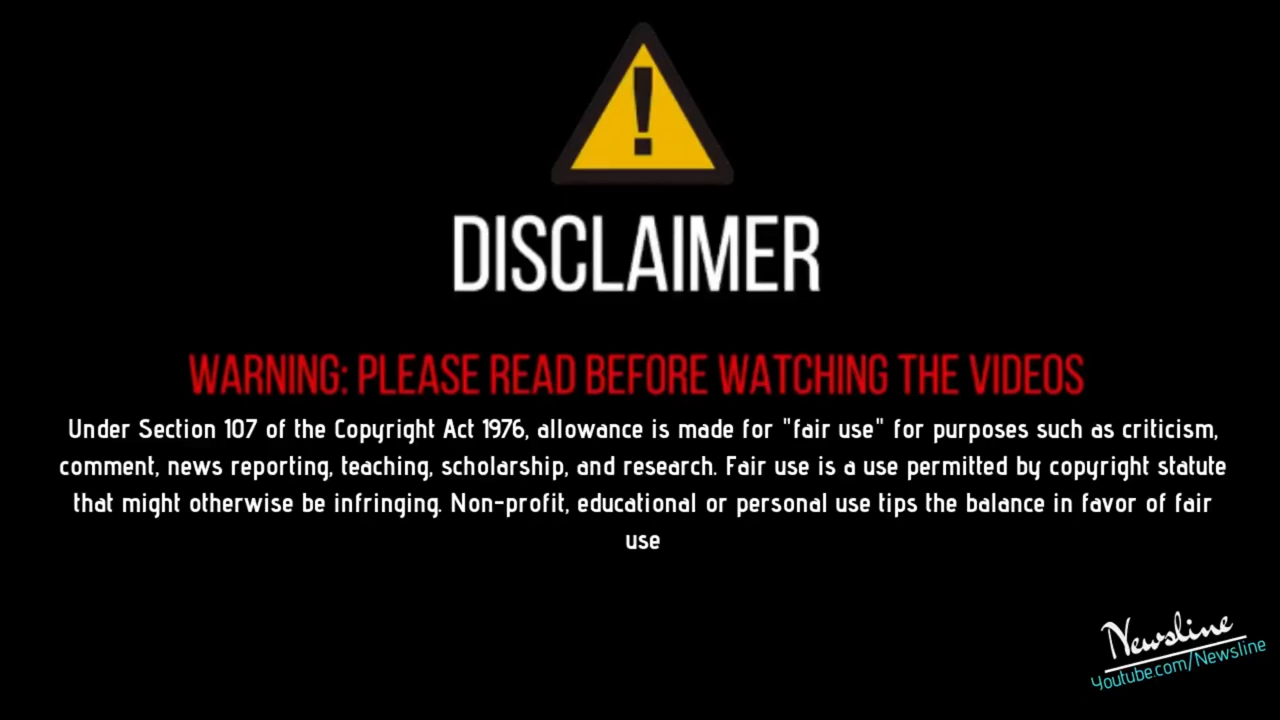 DISCLAIMER
WARNING: PLEASE READ BEFORE WATCHING THE VIDEOS
Under Section 107 of the Copyright Act 1976, allowance is made for "fair use" for purposes such as criticism,
comment, news reporting, teaching, scholarship, and research. Fair use is a use permitted by copyright statute
that might otherwise be infringing. Non-profit, educational or personal use tips the balance in favor of fair
use
Newsline
Youtube.com/Newsline